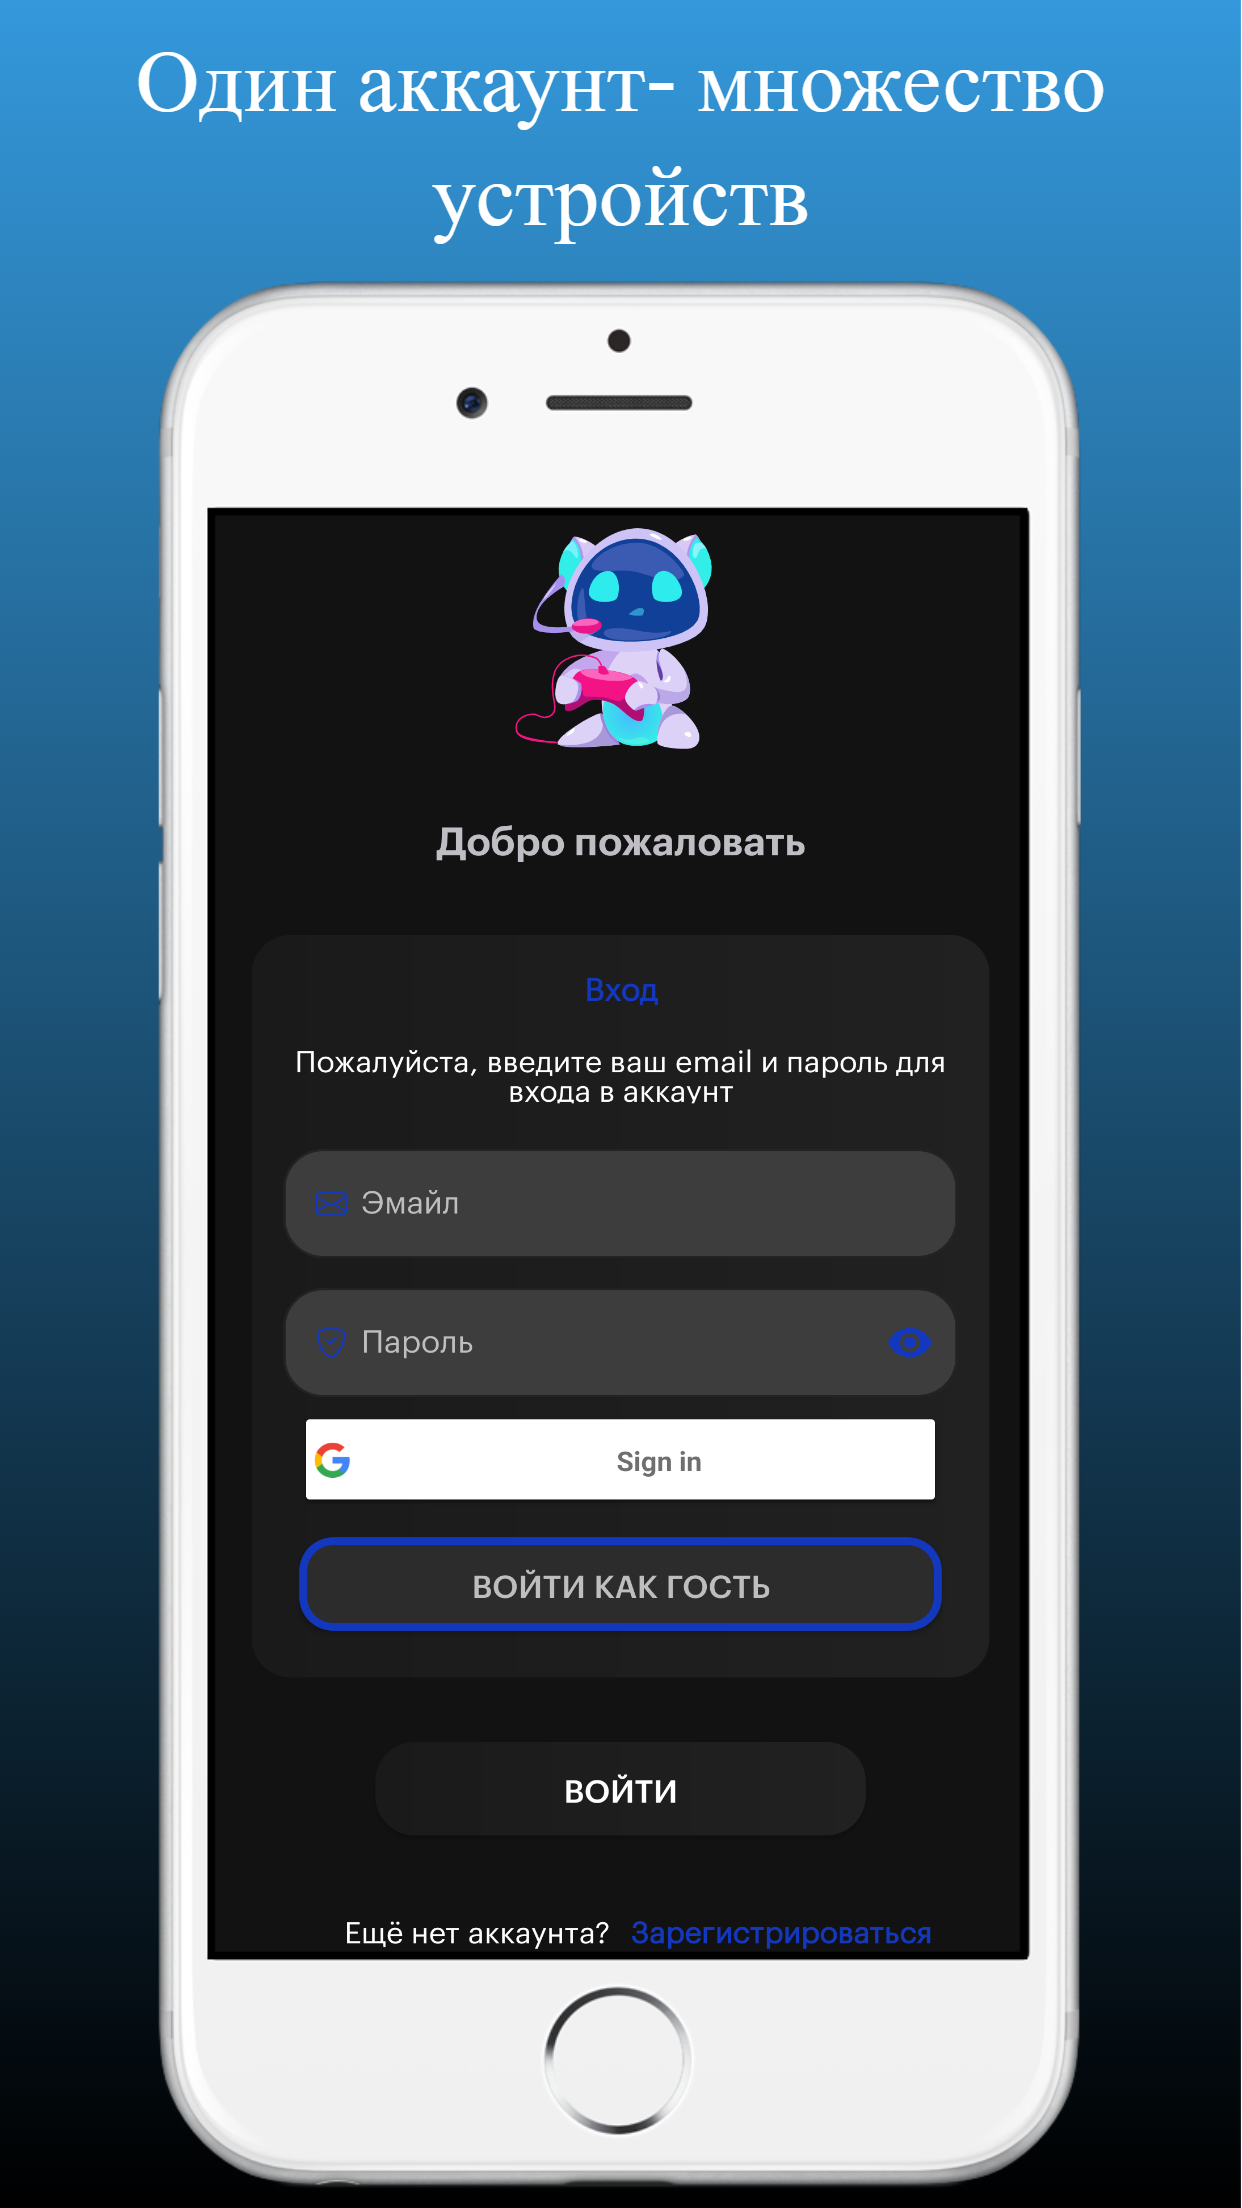 Один аккаунт- множество
устройств
Добро пожаловать
Вход
Пожалуйста, введите ваш email и пароль для
входа в аккаунт
Эмайл
Пароль
Sign in
ВОЙТИ КАК ГОСТЬ
ВОЙТИ
Ещё нет аккаунта? Зарегистрироваться